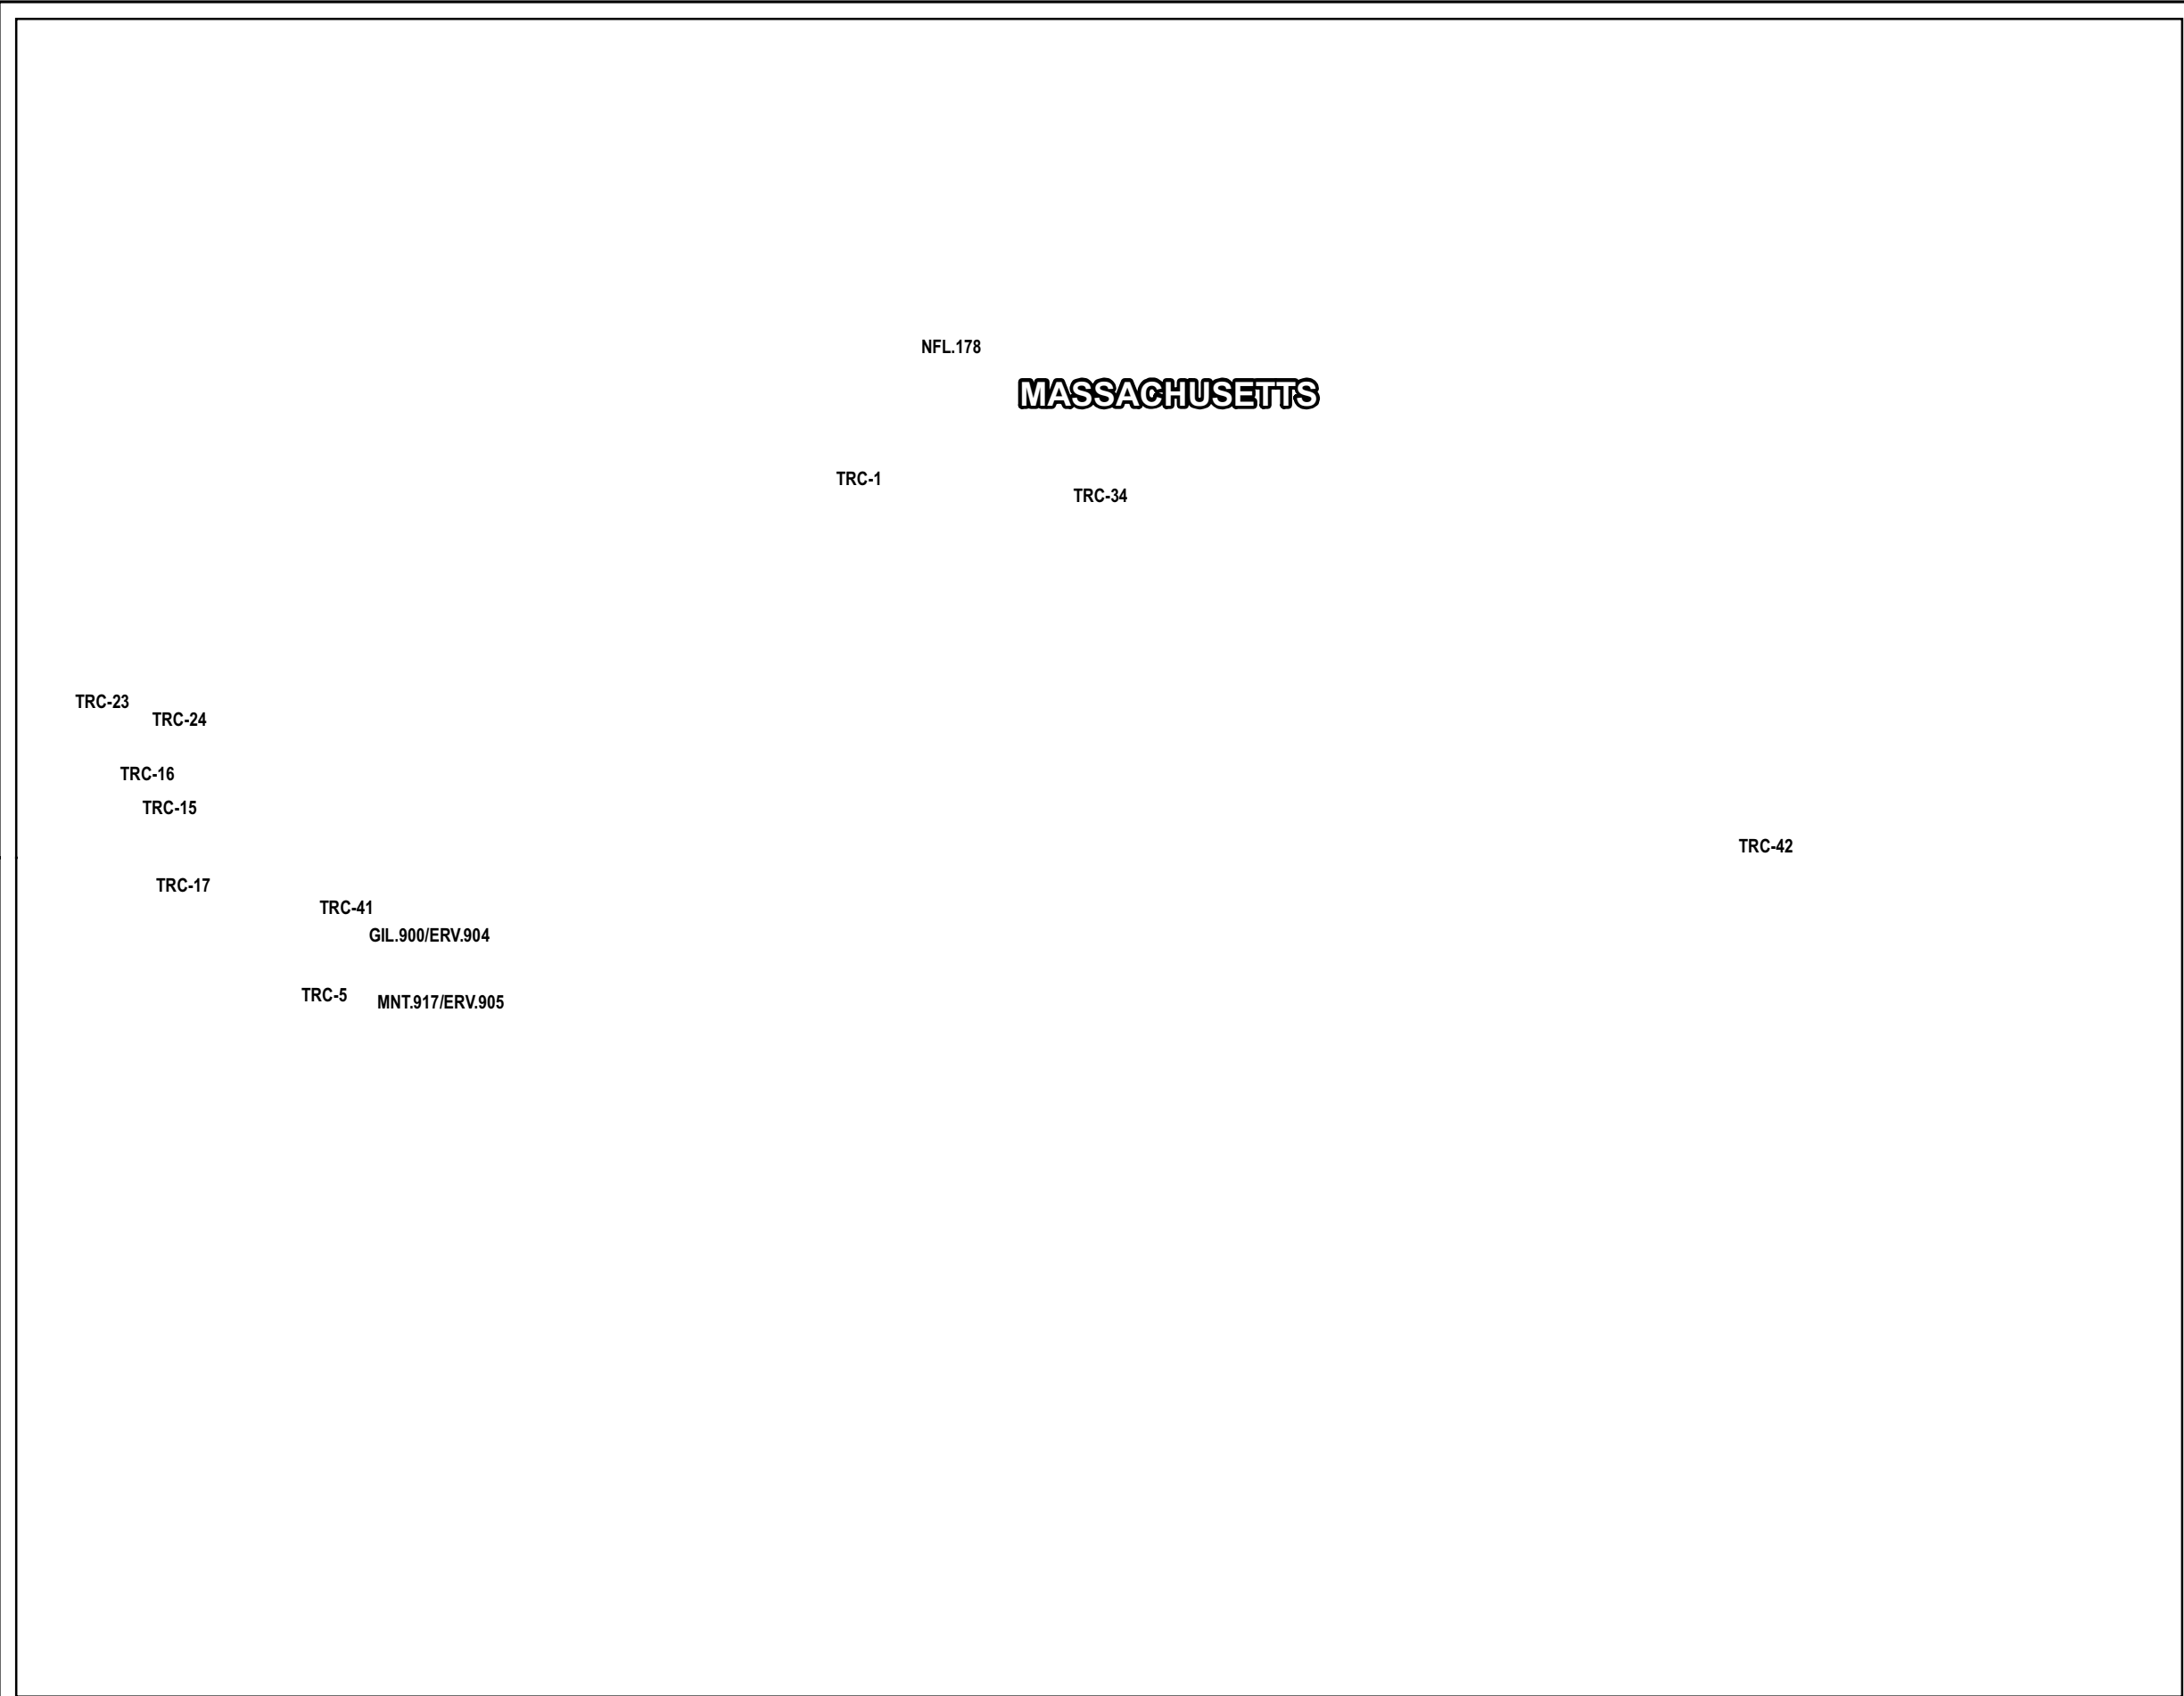 NFL.178
MASSACHUSETTS
TRC-1
TRC-34
TRC-23
TRC-24
TRC-16
TRC-15
TRC-42
TRC-17
TRC-41
GIL.900/ERV.904
TRC-5
MNT.917/ERV.905